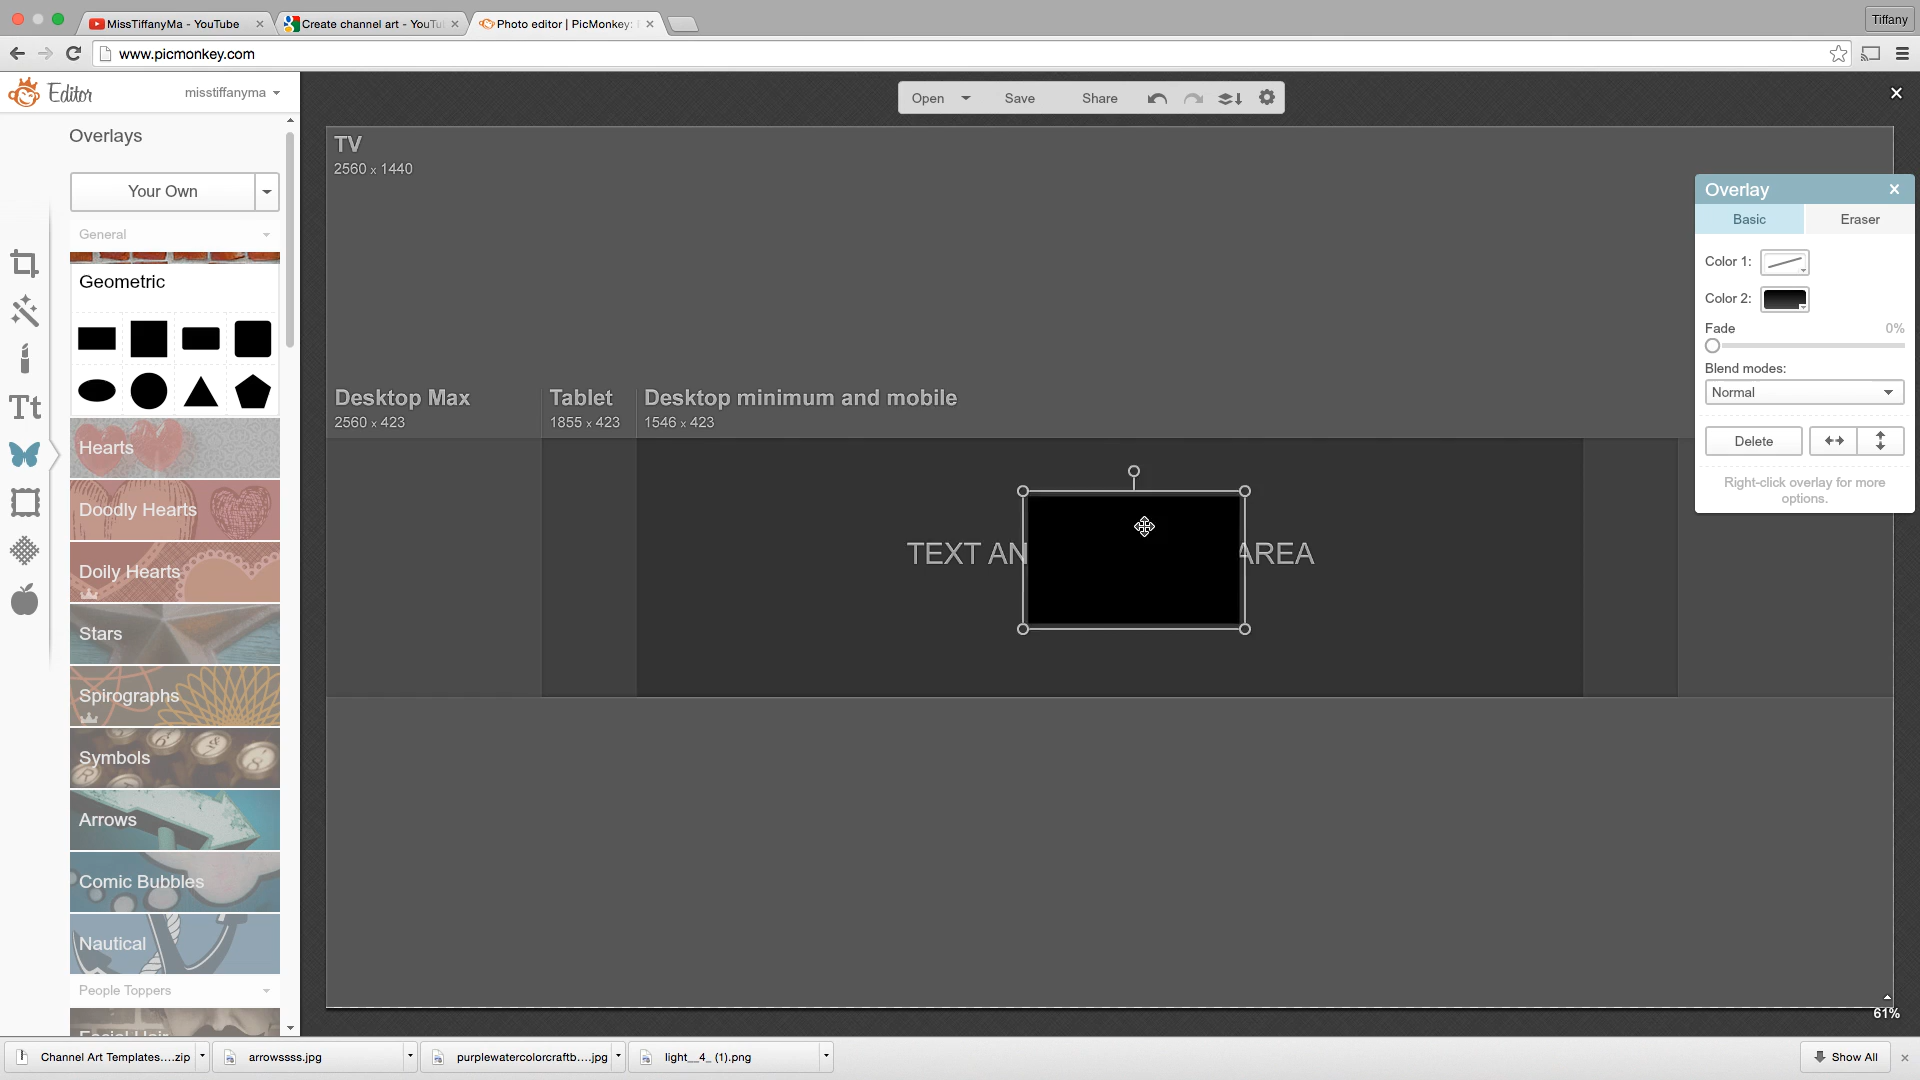 MissTiffanyMa - YouTube
Create channel art - YouTu
Photo editor | PicMonkey:
Tiffany
www.picmonkey.com
Editor
misstiffanyma
Open
Save
Share
Overlays
Your Own
General
Geometric
Hearts
Doodly Hearts
Doily Hearts
Stars
Spirographs
Symbols
Arrows
Comic Bubbles
Nautical
People Toppers
Facial Hair
Tt
TV
2560 x 1440
Desktop Max
2560 x 423
Tablet
1855 x 423
Desktop minimum and mobile
1546 x 423
TEXT AN
AREA
Overlay
Basic
Eraser
Color 1:
Color 2:
Fade
0%
Blend modes:
Normal
Delete
Right-click overlay for more
options.
61%
Channel Art Templates....zip
arrowssss.jpg
purplewatercolorcraftb....jpg
light__4_ (1).png
Show All